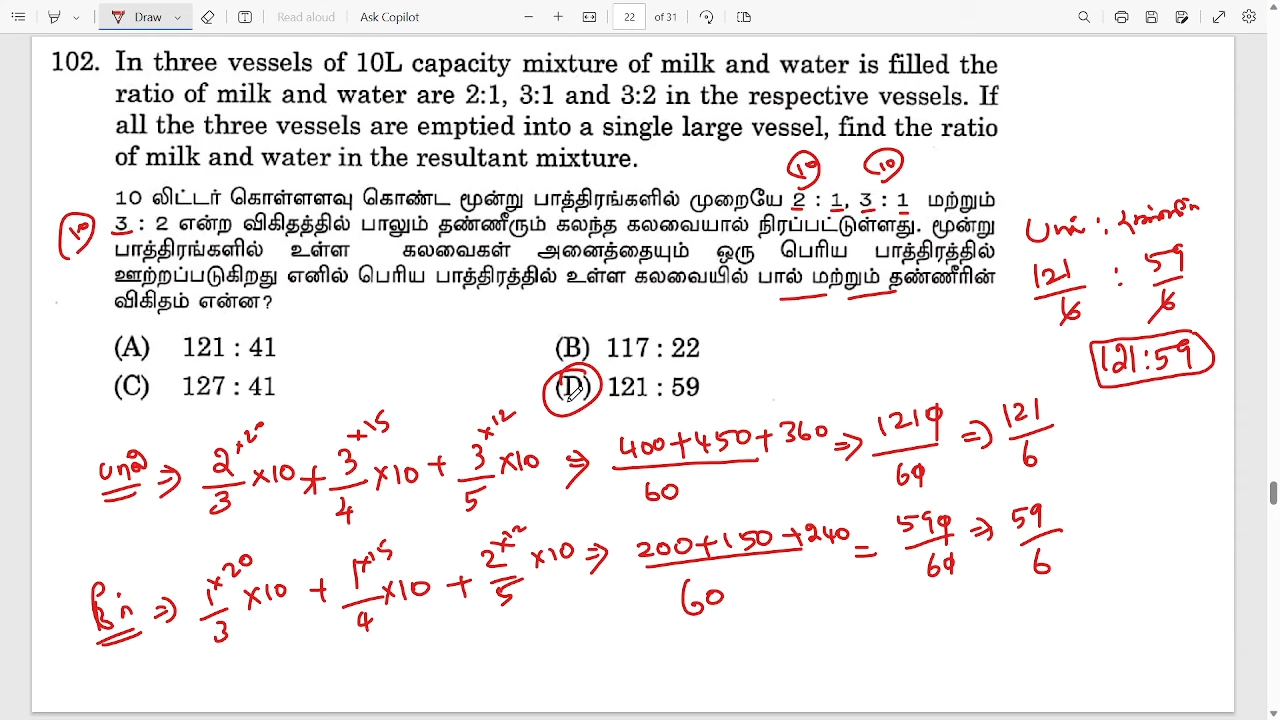 Draw Read aloud Ask Copilot 22 of 31
102. In three vessels of 10L capacity mixture of milk and water is filled the
ratio of milk and water are 2:1, 3:1 and 3:2 in the respective vessels. If
all the three vessels are emptied into a single large vessel, find the ratio
of milk and water in the resultant mixture.
10 10
10 லிட்டர் கொள்ளளவு கொண்ட மூன்று பாத்திரங்களில் முறையே 2 : 1, 3 : 1 மற்றும்
10 3 : 2 என்ற விகிதத்தில் பாலும் தண்ணீரும் கலந்த கலவையால் நிரப்பட்டுள்ளது. மூன்று
பாத்திரங்களில் உள்ள கலவைகள் அனைத்தையும் ஒரு பெரிய பாத்திரத்தில்
ஊற்றப்படுகிறது எனில் பெரிய பாத்திரத்தில் உள்ள கலவையில் பால் மற்றும் தண்ணீரின்
விகிதம் என்ன?
பால் : தண்ணீர்
121/6 : 59/6
121:59
(A) 121 : 41 (B) 117 : 22
(C) 127 : 41 (D) 121 : 59
பால் => 2×20/3 ×10 + 3×15/4 ×10 + 3×12/5 ×10 => 400+450+360/60 => 1210/60 => 121/6
நீர் => 1×20/3 ×10 + 1×15/4 ×10 + 2×12/5 ×10 => 200+150+240/60 = 590/60 => 59/6